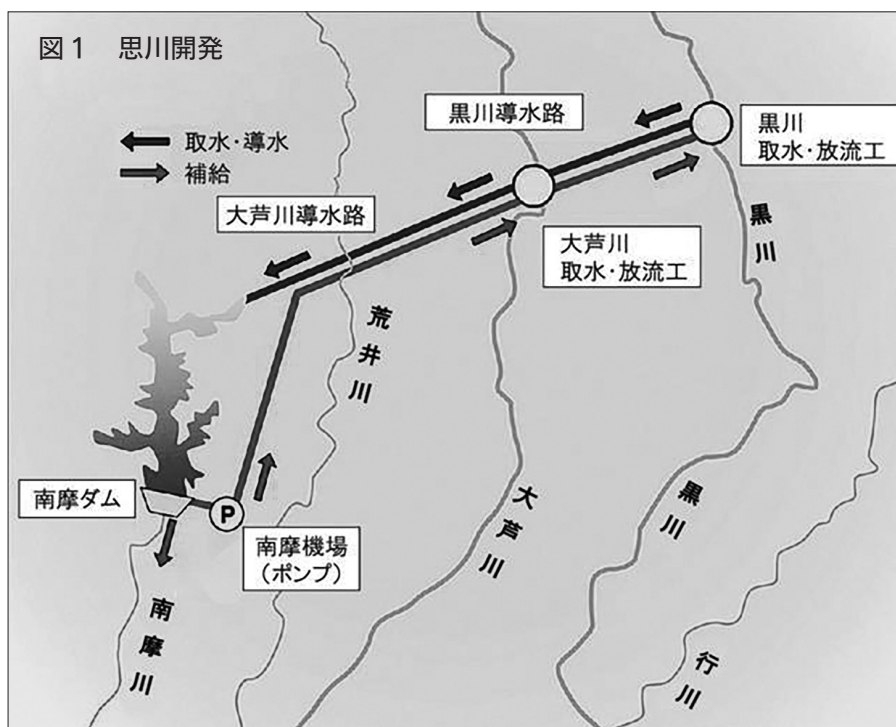 図1 思川開発
取水・導水
補給
黒川導水路
黒川
取水・放流工
大芦川導水路
大芦川
取水・放流工
黒川
荒井川
南摩ダム
P
南摩機場
(ポンプ)
大芦川
黒川
南摩川
行川